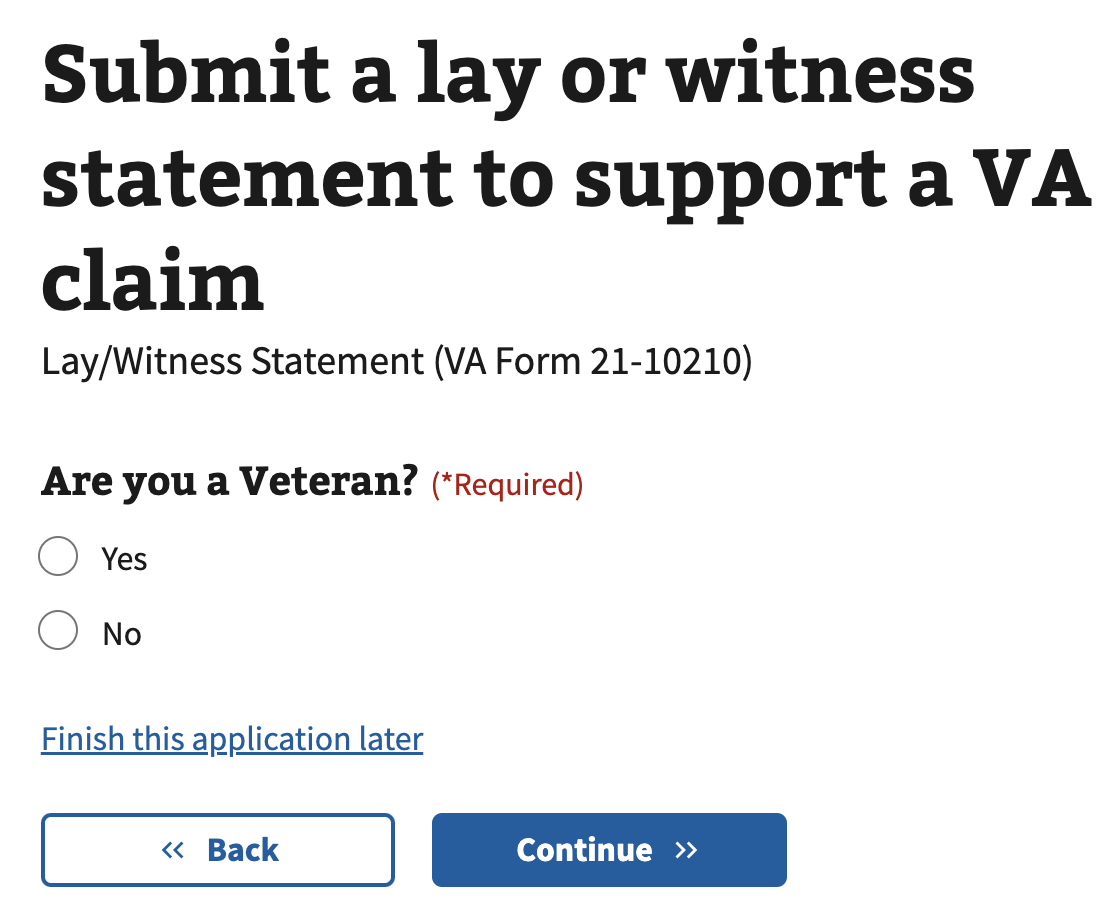 Submit a lay or witness
statement to support a VA
claim
Lay/Witness Statement (VA Form 21-10210)
Are you a Veteran? (*Required)
Yes
No
Finish this application later
« Back
Continue »